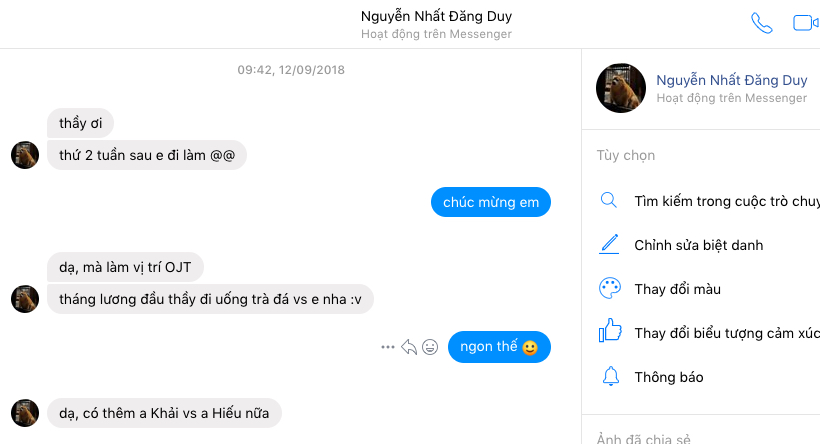 Nguyễn Nhất Đăng Duy
Hoạt động trên Messenger
09:42, 12/09/2018
thầy ơi
thứ 2 tuần sau e đi làm @@
chúc mừng em
dạ, mà làm vị trí OJT
tháng lương đầu thầy đi uống trà đá vs e nha :v
ngon thế 😃
dạ, có thêm a Khải vs a Hiếu nữa
Nguyễn Nhất Đăng Duy
Hoạt động trên Messenger
Tùy chọn
Tìm kiếm trong cuộc trò chuy
Chỉnh sửa biệt danh
Thay đổi màu
Thay đổi biểu tượng cảm xúc
Thông báo
Ảnh đã chia sẻ